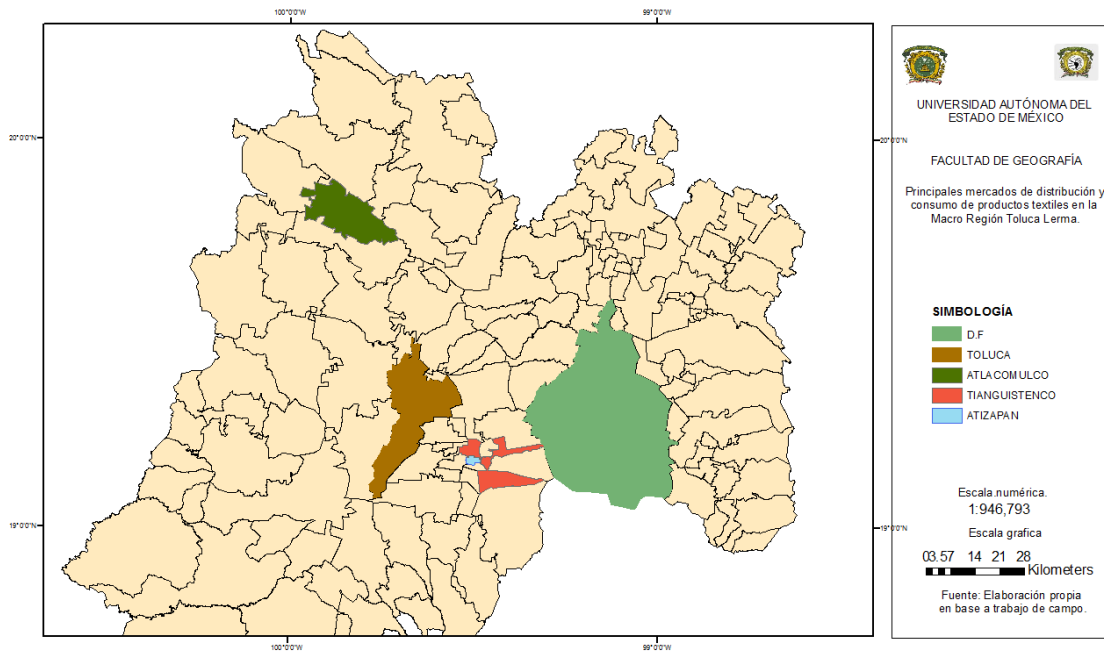 100°0'0"W
99°0'0"W
20°0'0"N
20°0'0"N
19°0'0"N
19°0'0"N
100°0'0"W
99°0'0"W
UNIVERSIDAD AUTÓNOMA DEL
ESTADO DE MÉXICO
FACULTAD DE GEOGRAFÍA
Principales mercados de distribución y
consumo de productos textiles en la
Macro Región Toluca Lerma.
SIMBOLOGÍA
D.F
TOLUCA
ATLACOMULCO
TIANGUISTENCO
ATIZAPAN
Escala.numérica.
1:946,793
Escala grafica
03.57 14 21 28
Kilometers
Fuente: Elaboración propia
en base a trabajo de campo.